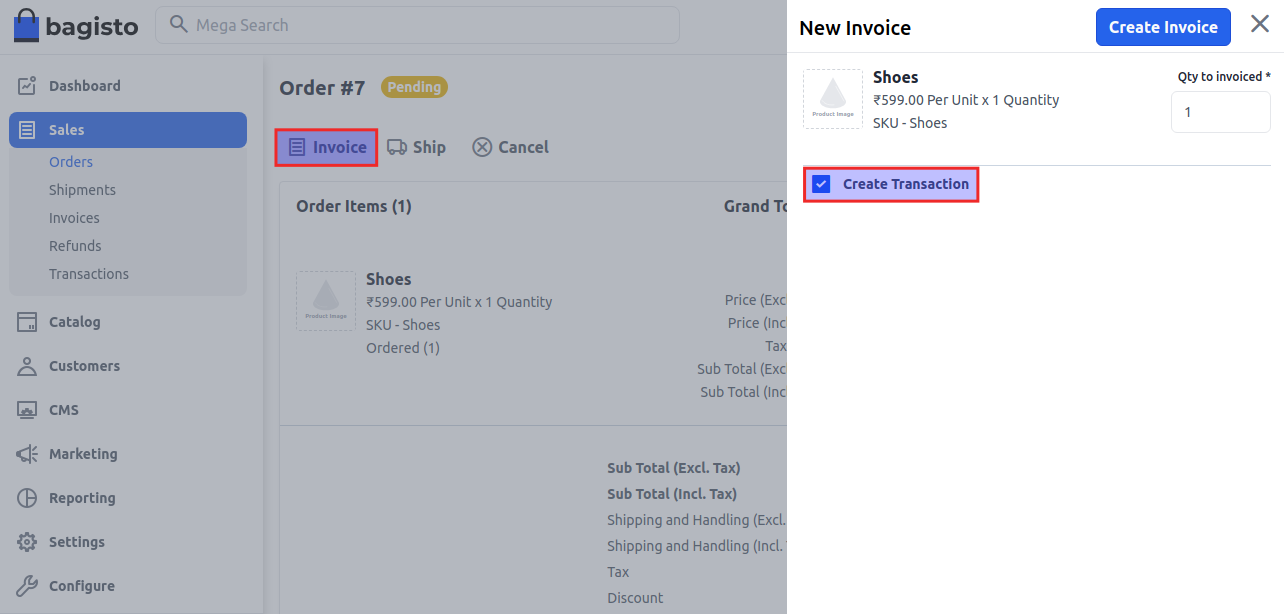 bagisto
Mega Search
Dashboard
Sales
Orders
Shipments
Invoices
Refunds
Transactions
Catalog
Customers
CMS
Marketing
Reporting
Settings
Configure
Order #7 Pending
Invoice Ship Cancel
Order Items (1) Grand To
Product Image
Shoes
₹599.00 Per Unit x 1 Quantity
SKU - Shoes
Ordered (1)
Price (Excl
Price (Incl
Tax
Sub Total (Excl
Sub Total (Incl
Sub Total (Excl. Tax)
Sub Total (Incl. Tax)
Shipping and Handling (Excl.
Shipping and Handling (Incl.
Tax
Discount
New Invoice Create Invoice
Product Image
Shoes
₹599.00 Per Unit x 1 Quantity
SKU - Shoes
Qty to invoiced *
1
Create Transaction